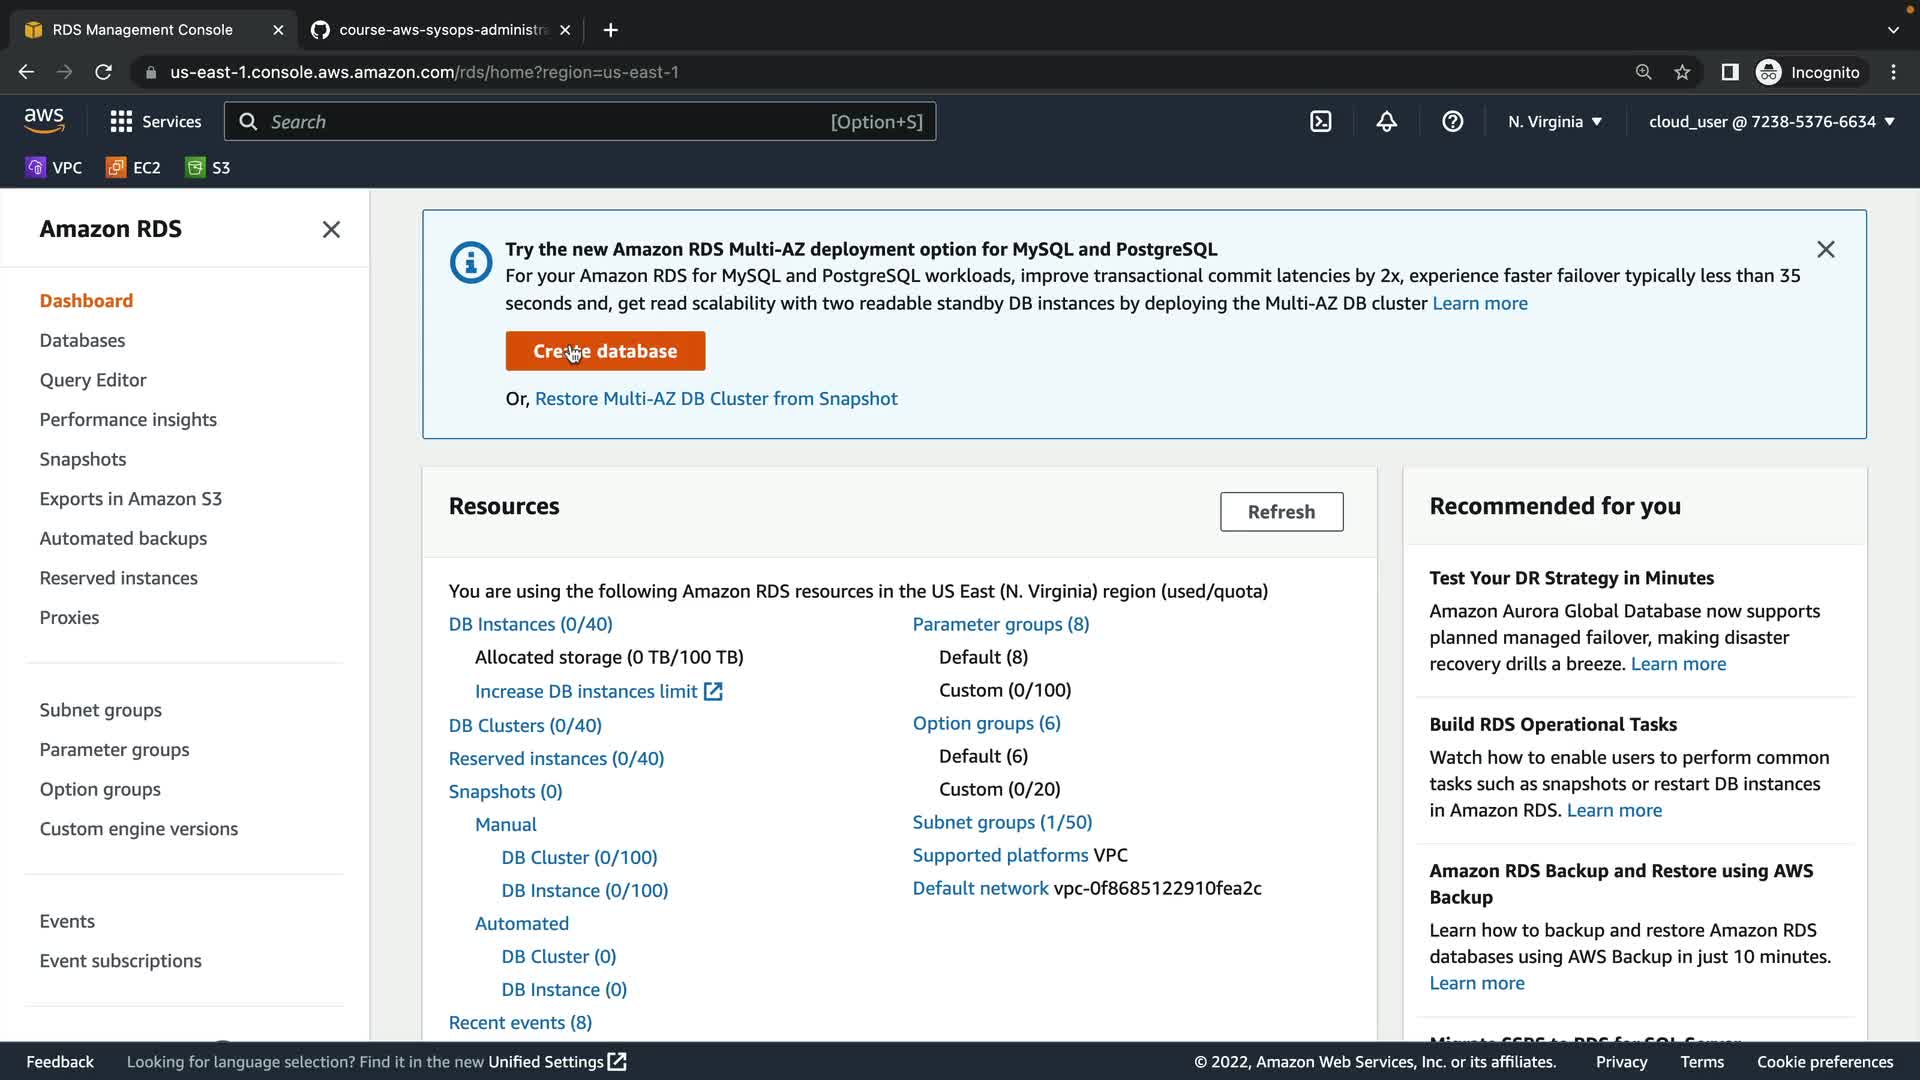 RDS Management Console
course-aws-sysops-administra
us-east-1.console.aws.amazon.com/rds/home?region=us-east-1
Incognito
aws
Services
Search
[Option+S]
N. Virginia
cloud_user @ 7238-5376-6634
VPC
EC2
S3
Amazon RDS
Dashboard
Databases
Query Editor
Performance insights
Snapshots
Exports in Amazon S3
Automated backups
Reserved instances
Proxies
Subnet groups
Parameter groups
Option groups
Custom engine versions
Events
Event subscriptions
Try the new Amazon RDS Multi-AZ deployment option for MySQL and PostgreSQL
For your Amazon RDS for MySQL and PostgreSQL workloads, improve transactional commit latencies by 2x, experience faster failover typically less than 35
seconds and, get read scalability with two readable standby DB instances by deploying the Multi-AZ DB cluster Learn more
Create database
Or, Restore Multi-AZ DB Cluster from Snapshot
Resources
Refresh
You are using the following Amazon RDS resources in the US East (N. Virginia) region (used/quota)
DB Instances (0/40)
Allocated storage (0 TB/100 TB)
Increase DB instances limit
DB Clusters (0/40)
Reserved instances (0/40)
Snapshots (0)
Manual
DB Cluster (0/100)
DB Instance (0/100)
Automated
DB Cluster (0)
DB Instance (0)
Recent events (8)
Parameter groups (8)
Default (8)
Custom (0/100)
Option groups (6)
Default (6)
Custom (0/20)
Subnet groups (1/50)
Supported platforms VPC
Default network vpc-0f8685122910fea2c
Recommended for you
Test Your DR Strategy in Minutes
Amazon Aurora Global Database now supports
planned managed failover, making disaster
recovery drills a breeze. Learn more
Build RDS Operational Tasks
Watch how to enable users to perform common
tasks such as snapshots or restart DB instances
in Amazon RDS. Learn more
Amazon RDS Backup and Restore using AWS
Backup
Learn how to backup and restore Amazon RDS
databases using AWS Backup in just 10 minutes.
Learn more
Feedback
Looking for language selection? Find it in the new Unified Settings
© 2022, Amazon Web Services, Inc. or its affiliates.
Privacy
Terms
Cookie preferences